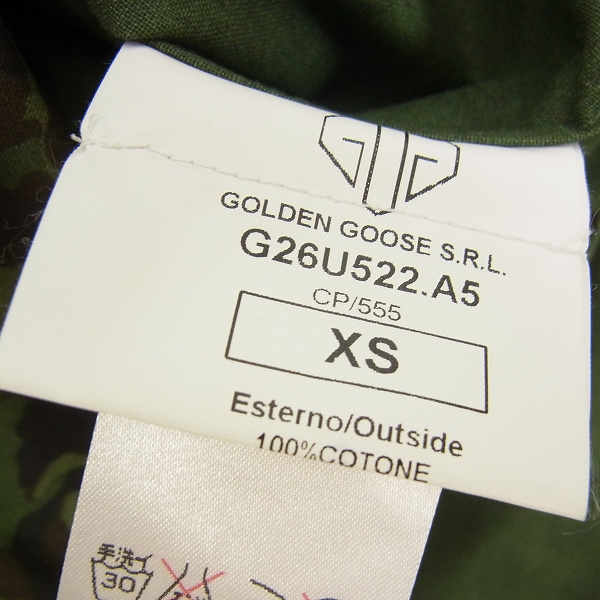 GOLDEN GOOSE S.R.L.
G26U522.A5
CP/555
XS
Esterno/Outside
100%COTONE
手洗イ
30